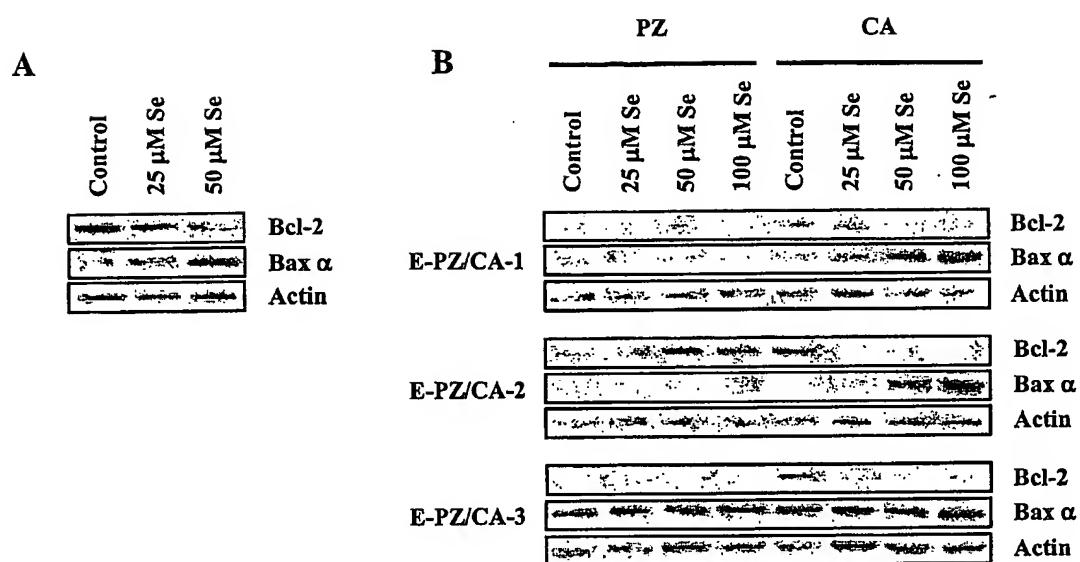 A
Control
25 µM Se
50 µM Se
Bcl-2
Bax α
Actin
B
PZ
CA
Control
25 µM Se
50 µM Se
100 µM Se
Control
25 µM Se
50 µM Se
100 µM Se
E-PZ/CA-1
Bcl-2
Bax α
Actin
E-PZ/CA-2
Bcl-2
Bax α
Actin
E-PZ/CA-3
Bcl-2
Bax α
Actin